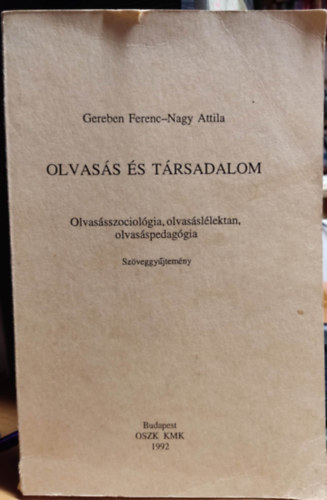 Gereben Ferenc–Nagy Attila
OLVASÁS ÉS TÁRSADALOM
Olvasásszociológia, olvasáslélektan,
olvasáspedagógia
Szöveggyűjtemény
Budapest
OSZK KMK
1992